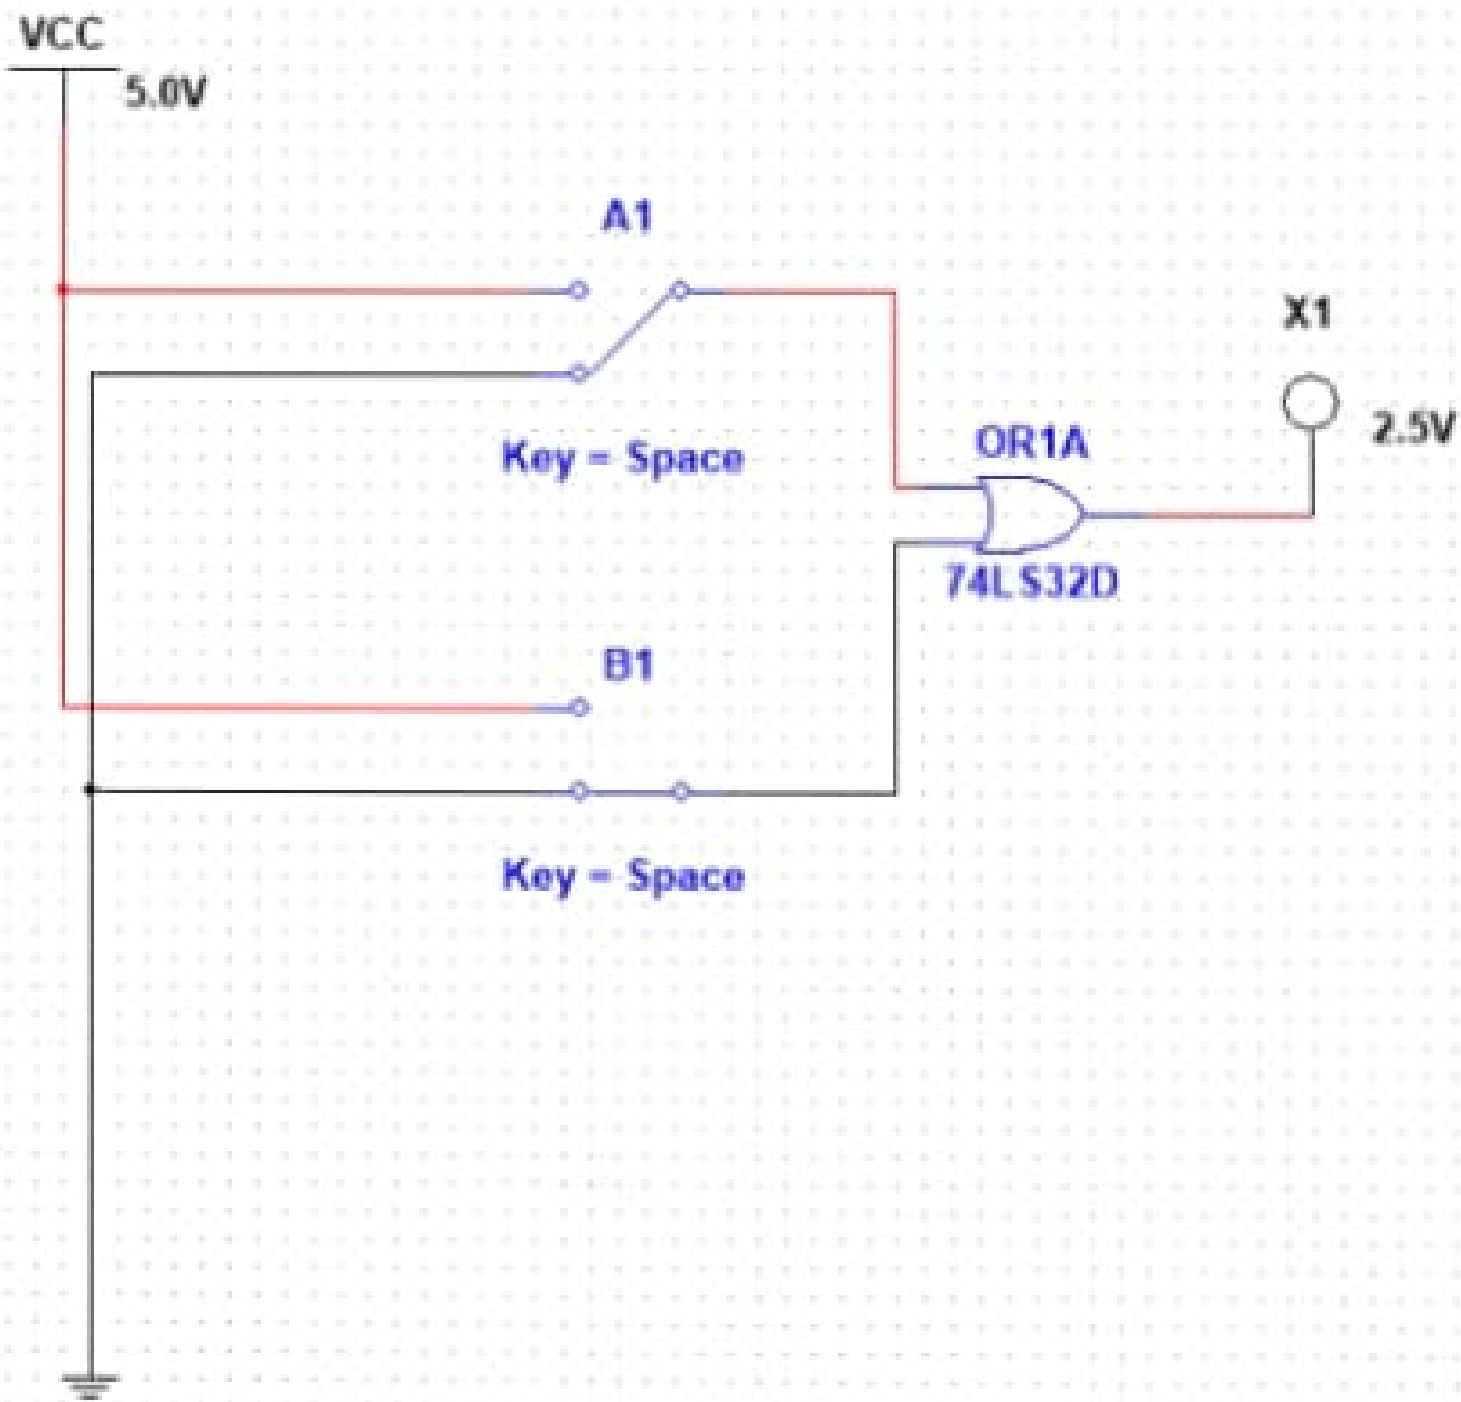 VCC
5.0V
A1
X1
2.5V
Key = Space
OR1A
74LS32D
B1
Key = Space